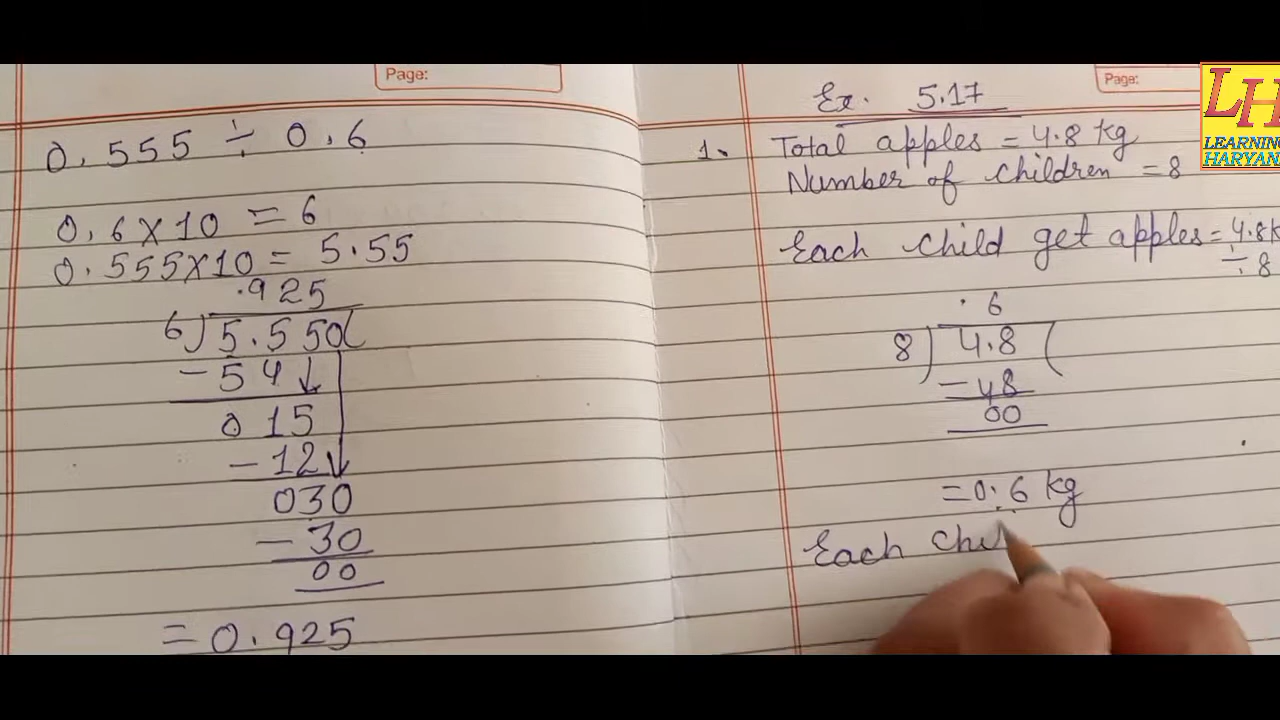 Page:
0.555 ÷ 0.6
0.6 × 10 = 6
0.555 × 10 = 5.55
.925
6) 5.550 (
- 54
015
- 12
030
- 30
00
= 0.925
Page:
Ex. 5.17
1. Total apples = 4.8 kg
Number of children = 8
Each child get apples = 4.8k
÷ 8
.6
8) 4.8 (
- 48
00
= 0.6 kg
Each chil
LH
LEARNING
HARYAN